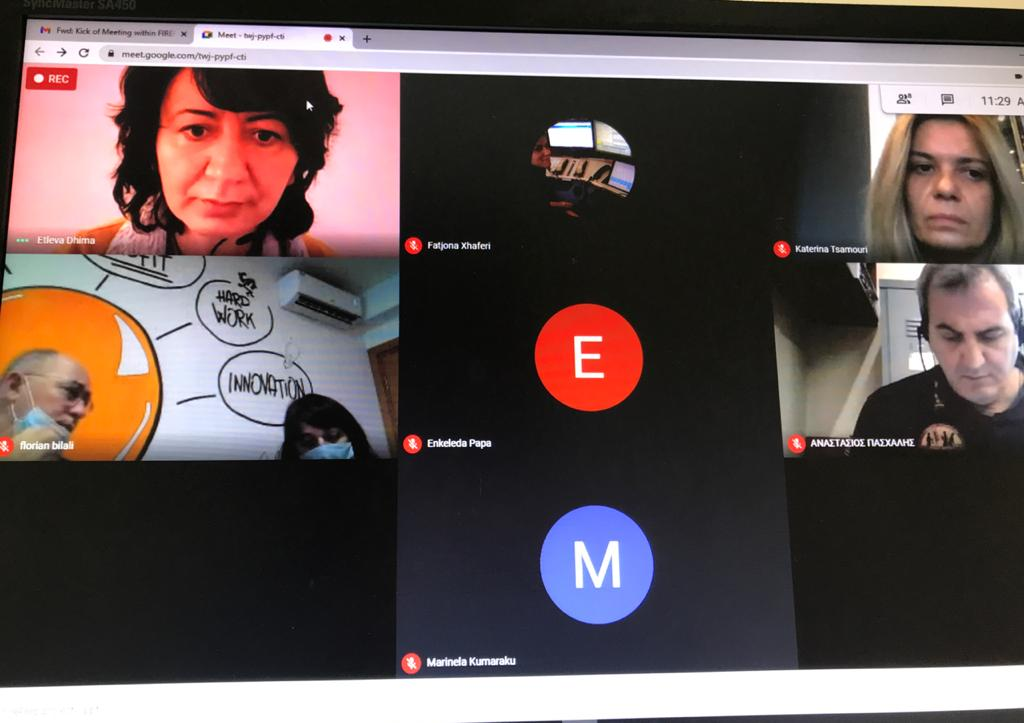 SyncMaster SA450
Fwd: Kick of Meeting within FIRE
Meet - twj-pypf-cti
meet.google.com/twj-pypf-cti
REC
8
11:29 A
Etleva Dhima
Fatjona Xhaferi
Katerina Tsamouri
HARD
WORK
INNOVATION
florian bilali
E
Enkeleda Papa
ΑΝΑΣΤΑΣΙΟΣ ΠΑΣΧΑΛΗΣ
M
Marinela Kumaraku